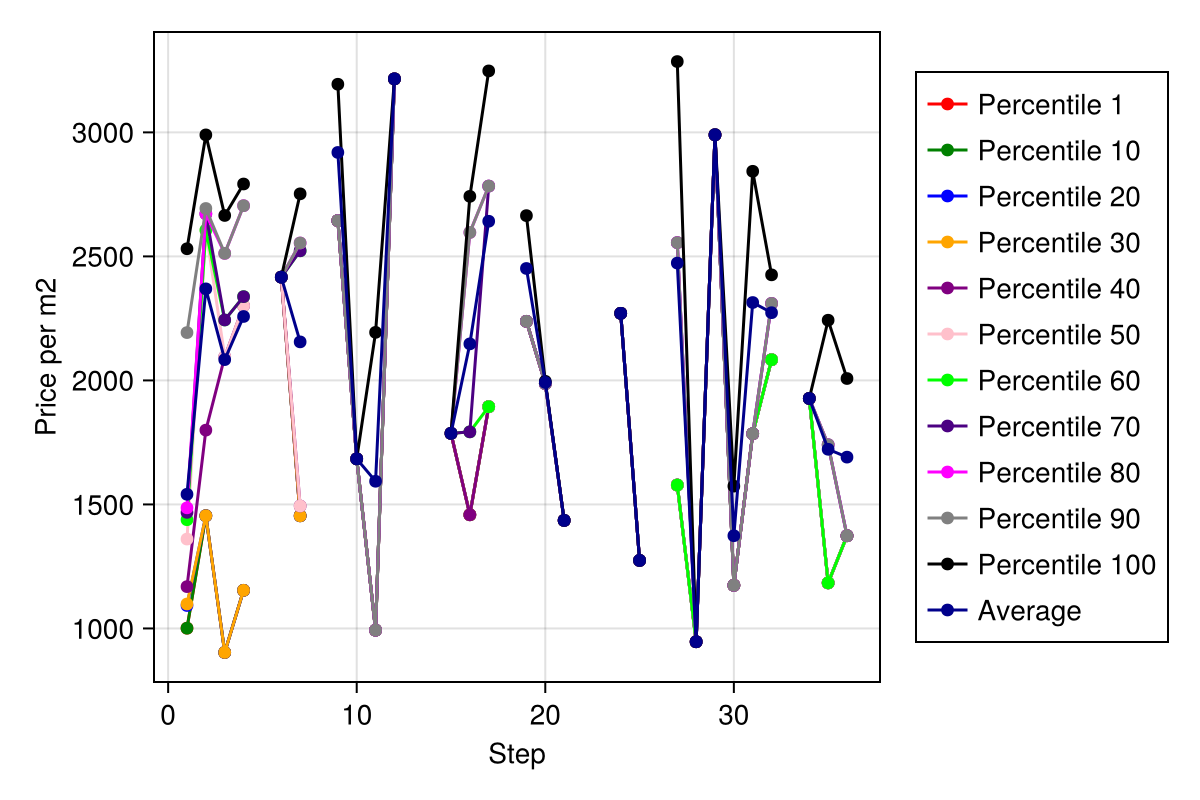 3000
2500
2000
1500
1000
Price per m2
0
10
20
30
Step
Percentile 1
Percentile 10
Percentile 20
Percentile 30
Percentile 40
Percentile 50
Percentile 60
Percentile 70
Percentile 80
Percentile 90
Percentile 100
Average